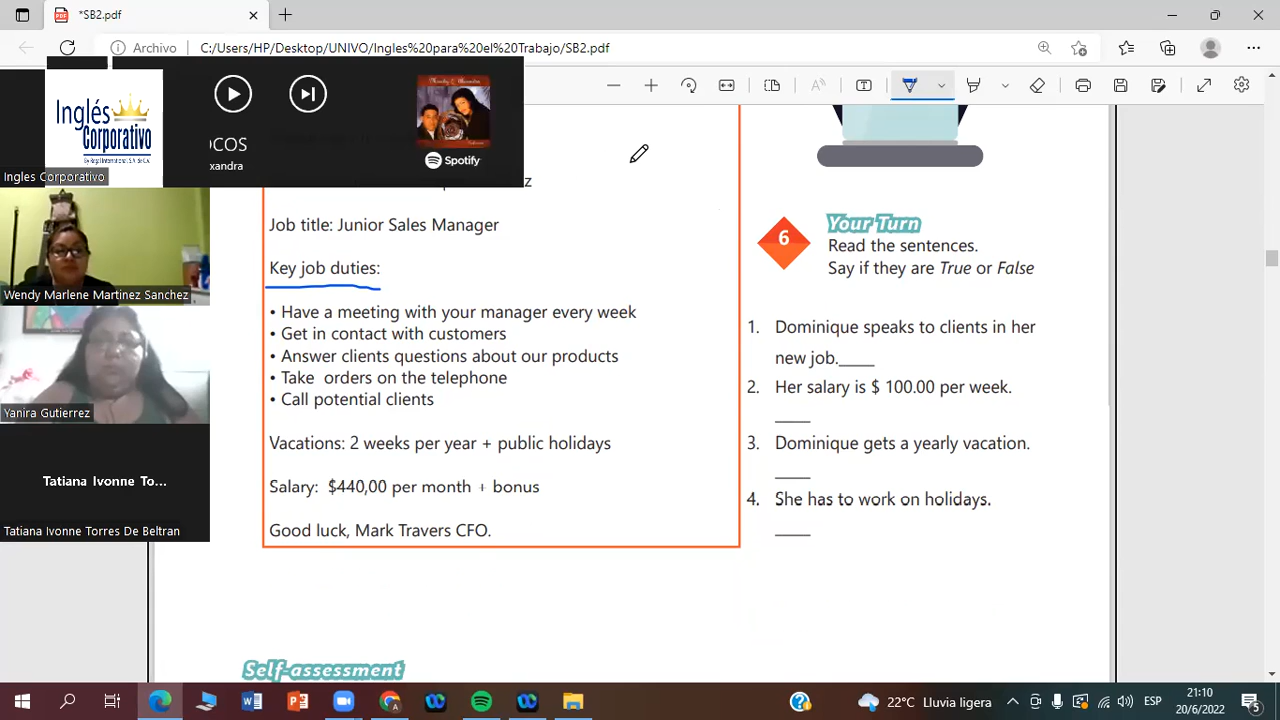 *SB2.pdf
Archivo
C:/Users/HP/Desktop/UNIVO/Ingles%20para%20el%20Trabajo/SB2.pdf
Inglés
Corporativo
Ingles Corporativo
OCOS
xandra
Spotify
Wendy Marlene Martinez Sanchez
Yanira Gutierrez
Tatiana Ivonne To...
Tatiana Ivonne Torres De Beltran
Job title: Junior Sales Manager
Key job duties:
• Have a meeting with your manager every week
• Get in contact with customers
• Answer clients questions about our products
• Take orders on the telephone
• Call potential clients
Vacations: 2 weeks per year + public holidays
Salary: $440,00 per month + bonus
Good luck, Mark Travers CFO.
6
Your Turn
Read the sentences.
Say if they are True or False
1. Dominique speaks to clients in her
new job.____
2. Her salary is $ 100.00 per week.
____
3. Dominique gets a yearly vacation.
____
4. She has to work on holidays.
____
Self-assessment
22°C Lluvia ligera
ESP
21:10
20/6/2022
5